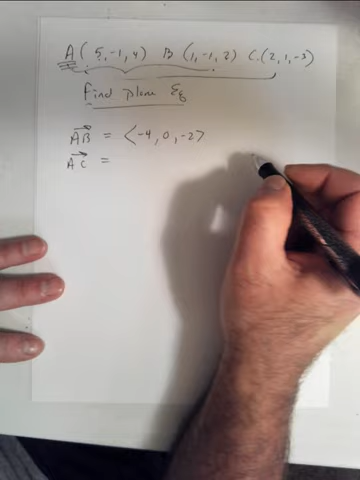 A( 5,-1,4) B (1,-1,2) C.(2,1,-3)
Find plane Eq
AB = <-4,0,-2>
AC =